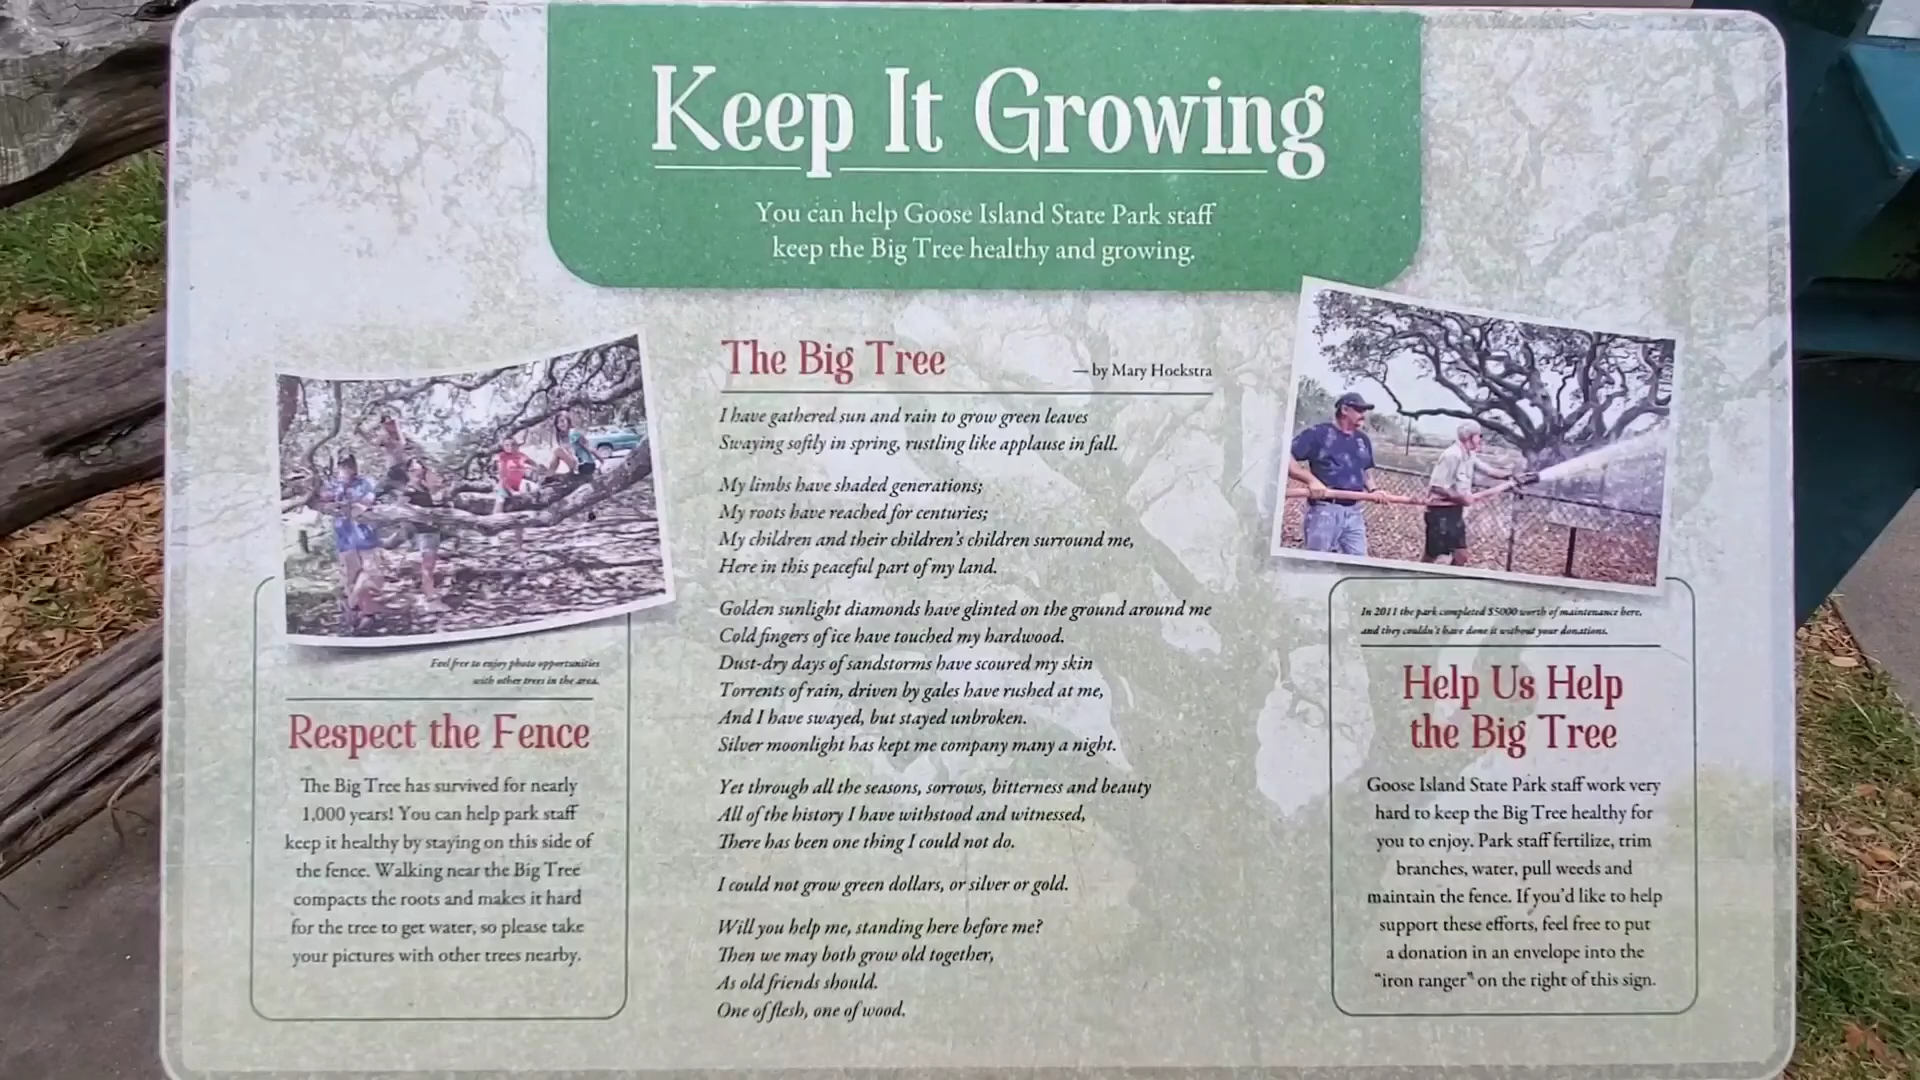 Keep It Growing
You can help Goose Island State Park staff
keep the Big Tree healthy and growing.
Feel free to enjoy photo opportunities
with other trees in the area.
Respect the Fence
The Big Tree has survived for nearly
1,000 years! You can help park staff
keep it healthy by staying on this side of
the fence. Walking near the Big Tree
compacts the roots and makes it hard
for the tree to get water, so please take
your pictures with other trees nearby.
The Big Tree
— by Mary Hoekstra
I have gathered sun and rain to grow green leaves
Swaying softly in spring, rustling like applause in fall.
My limbs have shaded generations;
My roots have reached for centuries;
My children and their children's children surround me,
Here in this peaceful part of my land.
Golden sunlight diamonds have glinted on the ground around me
Cold fingers of ice have touched my hardwood.
Dust-dry days of sandstorms have scoured my skin
Torrents of rain, driven by gales have rushed at me,
And I have swayed, but stayed unbroken.
Silver moonlight has kept me company many a night.
Yet through all the seasons, sorrows, bitterness and beauty
All of the history I have withstood and witnessed,
There has been one thing I could not do.
I could not grow green dollars, or silver or gold.
Will you help me, standing here before me?
Then we may both grow old together,
As old friends should.
One of flesh, one of wood.
In 2011 the park completed $5000 worth of maintenance here,
and they couldn't have done it without your donations.
Help Us Help
the Big Tree
Goose Island State Park staff work very
hard to keep the Big Tree healthy for
you to enjoy. Park staff fertilize, trim
branches, water, pull weeds and
maintain the fence. If you'd like to help
support these efforts, feel free to put
a donation in an envelope into the
"iron ranger" on the right of this sign.